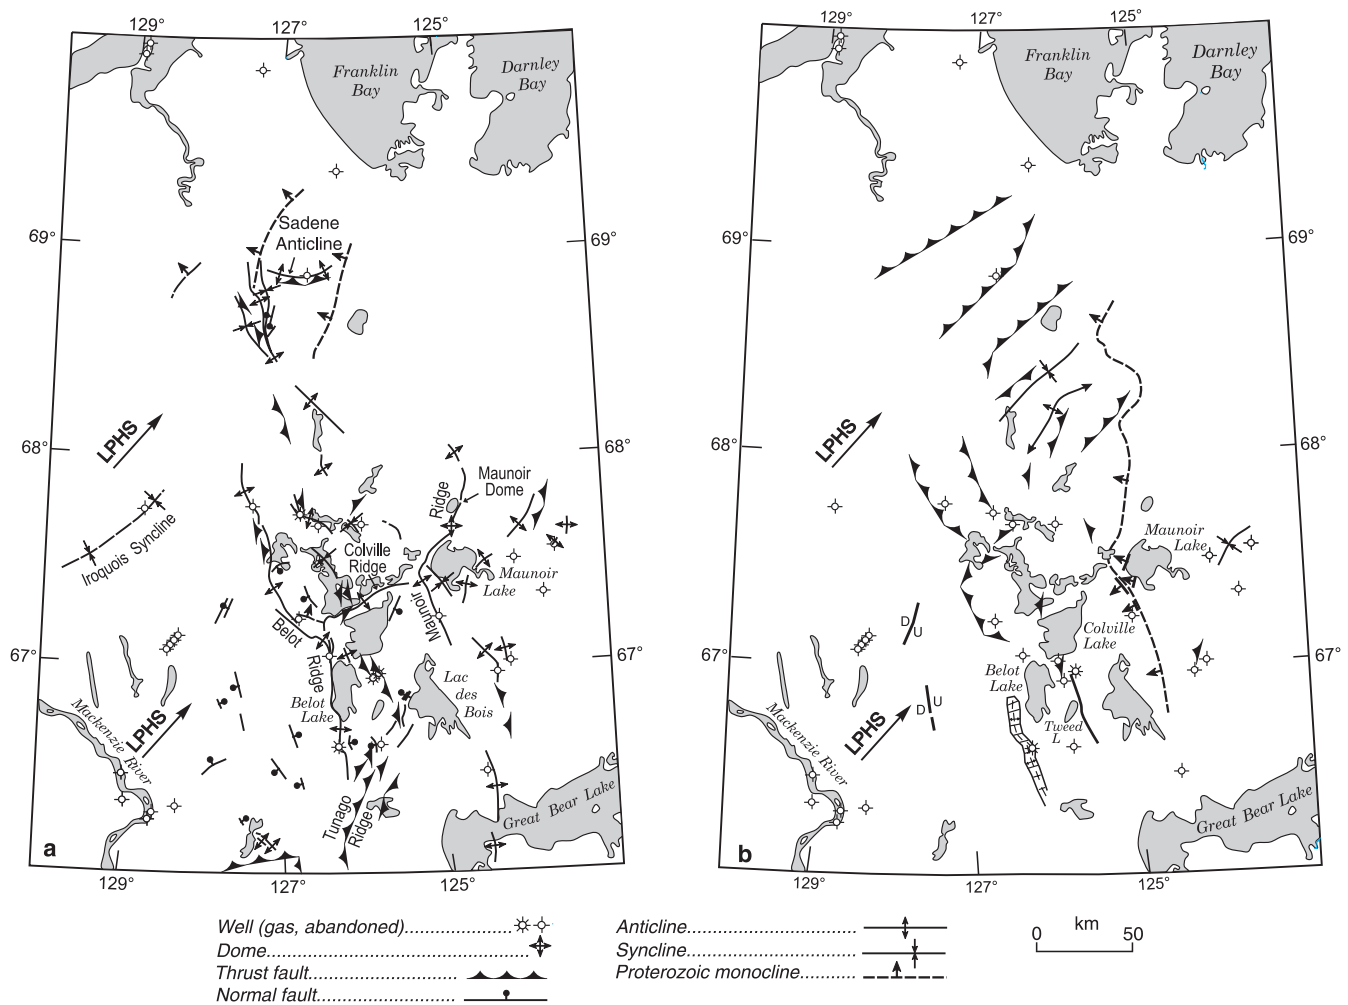 129°
127°
125°
Franklin
Bay
Darnley
Bay
Sadene
Anticline
69°
69°
LPHS
68°
68°
Iroquois Syncline
Ridge
Maunoir
Dome
Colville
Ridge
Maunoir
Lake
Maunoir
Belot
Ridge
67°
67°
Belot
Lake
Lac
des
Bois
Mackenzie River
LPHS
Tunago
Ridge
Great Bear Lake
a
129°
127°
125°
129°
127°
125°
Franklin
Bay
Darnley
Bay
69°
69°
LPHS
68°
68°
Maunoir
Lake
D
U
Colville
Lake
67°
67°
Belot
Lake
D
U
Tweed
L
Mackenzie River
LPHS
Great Bear Lake
b
129°
127°
125°
Well (gas, abandoned)
Dome
Thrust fault
Normal fault
Anticline
Syncline
Proterozoic monocline
km
0 50